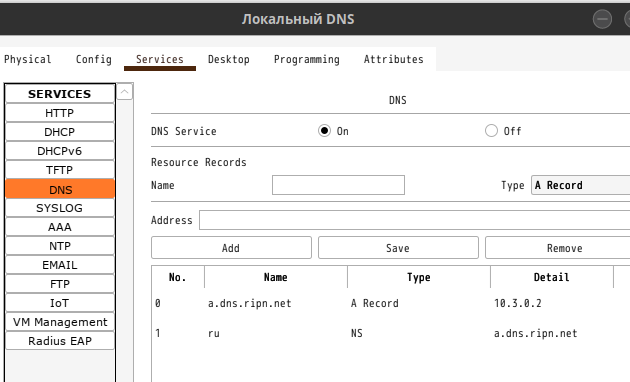 Локальный DNS
Physical Config Services Desktop Programming Attributes
SERVICES
HTTP
DHCP
DHCPv6
TFTP
DNS
SYSLOG
AAA
NTP
EMAIL
FTP
IoT
VM Management
Radius EAP
DNS
DNS Service On Off
Resource Records
Name Type A Record
Address
Add Save Remove
No. Name Type Detail
0 a.dns.ripn.net A Record 10.3.0.2
1 ru NS a.dns.ripn.net